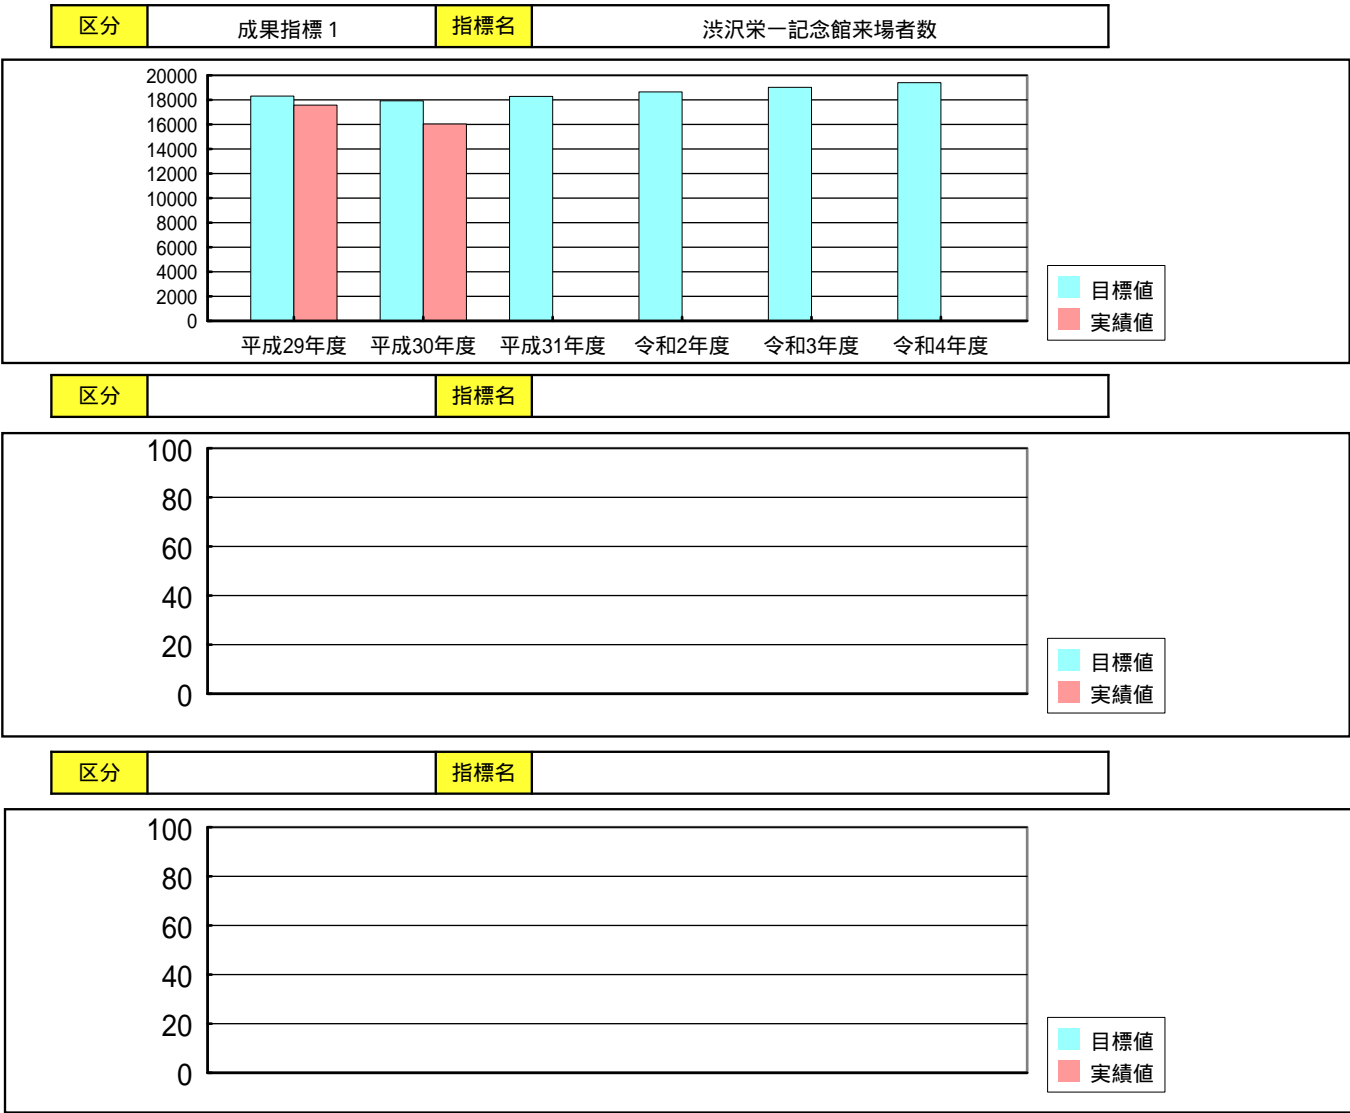 区分 成果指標1 指標名 渋沢栄一記念館来場者数
20000
18000
16000
14000
12000
10000
8000
6000
4000
2000
0
平成29年度 平成30年度 平成31年度 令和2年度 令和3年度 令和4年度
目標値
実績値
区分 指標名
100
80
60
40
20
0
目標値
実績値
区分 指標名
100
80
60
40
20
0
目標値
実績値